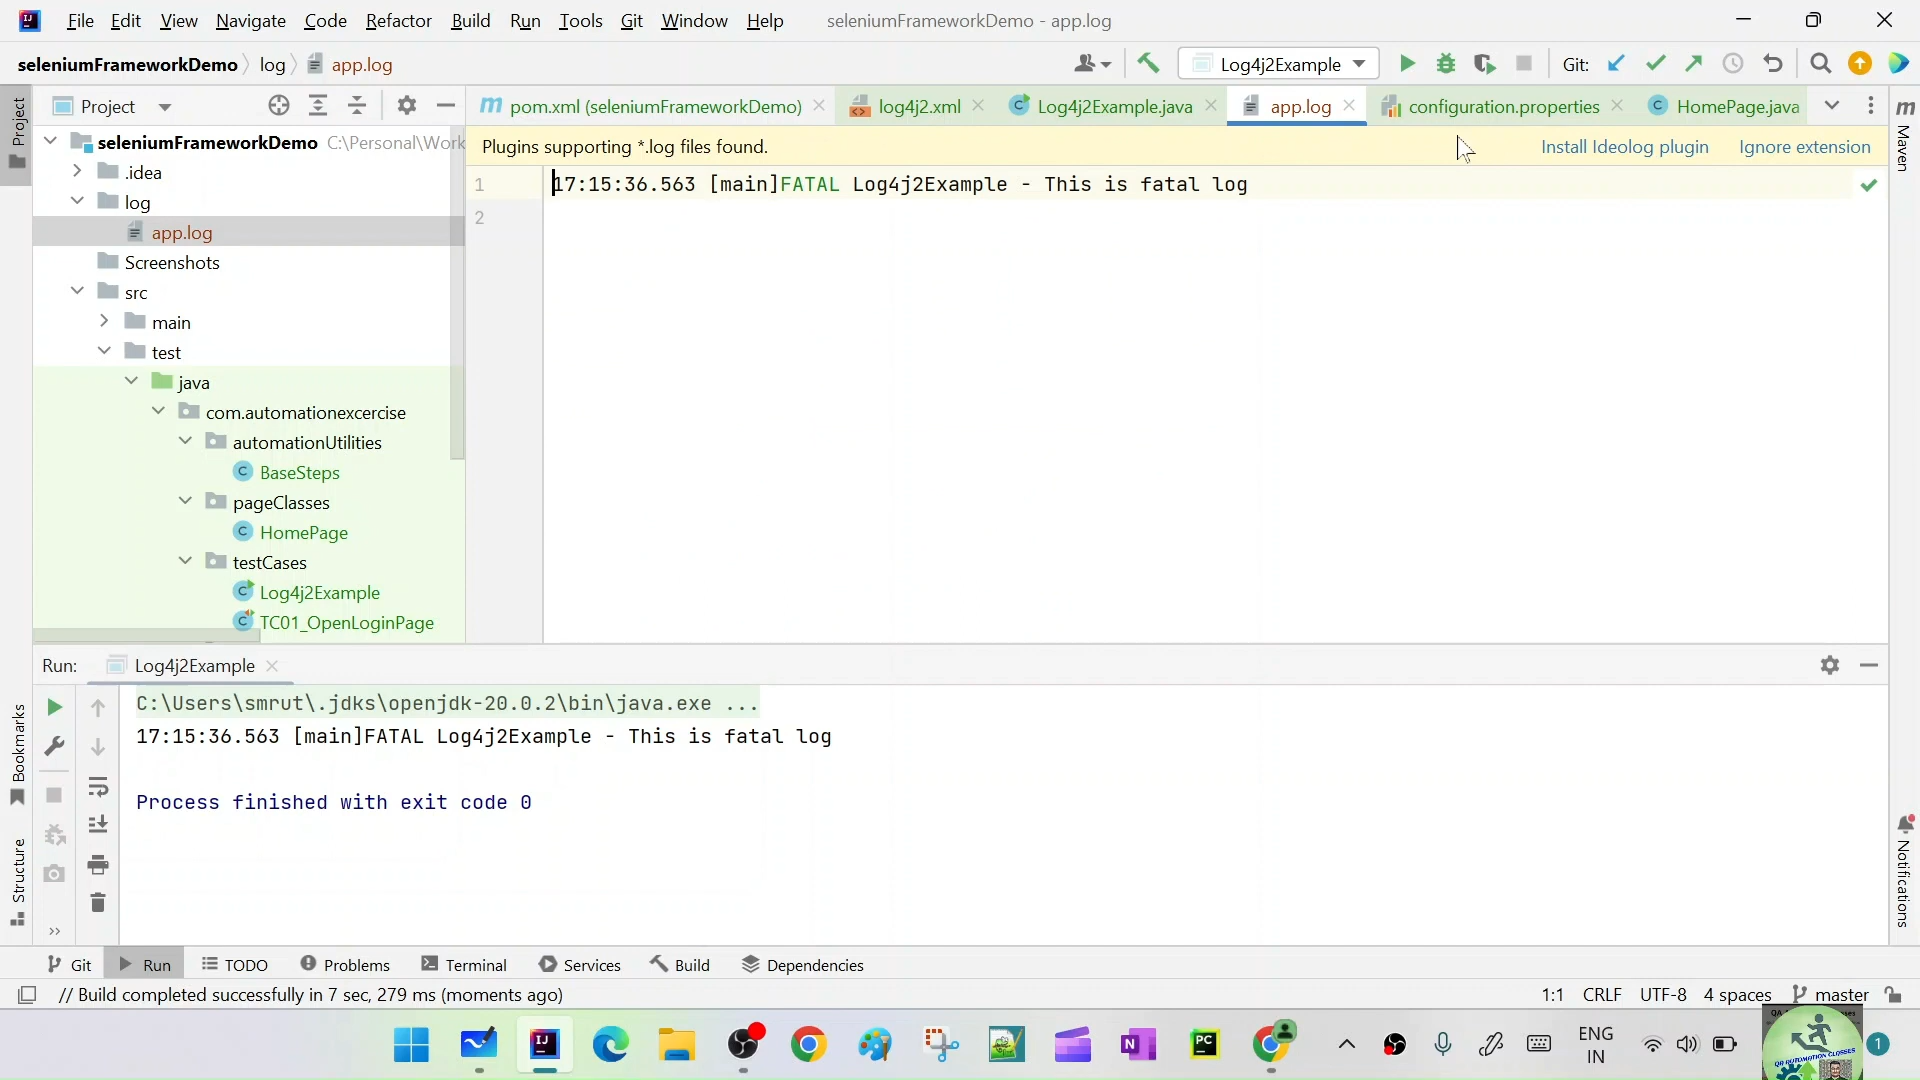 File Edit View Navigate Code Refactor Build Run Tools Git Window Help seleniumFrameworkDemo - app.log
seleniumFrameworkDemo log app.log Log4j2Example Git:
Project pom.xml (seleniumFrameworkDemo) log4j2.xml Log4j2Example.java app.log configuration.properties HomePage.java
Project
Maven
seleniumFrameworkDemo C:\Personal\Work
Plugins supporting *.log files found. Install Ideolog plugin Ignore extension
.idea
1 17:15:36.563 [main]FATAL Log4j2Example - This is fatal log
log
2
app.log
Screenshots
src
main
test
java
com.automationexcercise
automationUtilities
BaseSteps
pageClasses
HomePage
testCases
Log4j2Example
TC01_OpenLoginPage
Run: Log4j2Example
C:\Users\smrut\.jdks\openjdk-20.0.2\bin\java.exe ...
17:15:36.563 [main]FATAL Log4j2Example - This is fatal log
Process finished with exit code 0
Bookmarks
Structure
Notifications
Git Run TODO Problems Terminal Services Build Dependencies
// Build completed successfully in 7 sec, 279 ms (moments ago) 1:1 CRLF UTF-8 4 spaces master
ENG
IN
QR AUTOMATION CLASSES
1